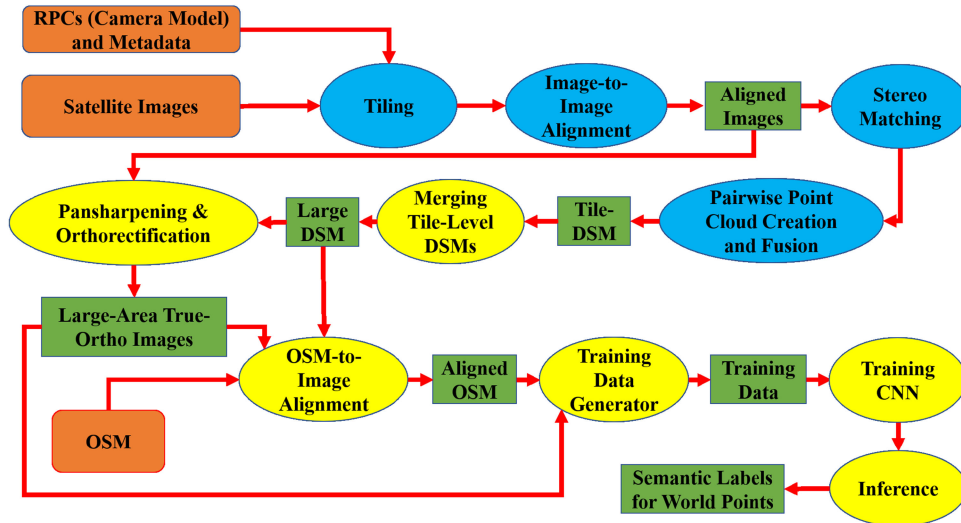 RPCs (Camera Model)
and Metadata
Satellite Images
Tiling
Image-to-
Image
Alignment
Aligned
Images
Stereo
Matching
Pansharpening &
Orthorectification
Large
DSM
Merging
Tile-Level
DSMs
Tile-
DSM
Pairwise Point
Cloud Creation
and Fusion
Large-Area True-
Ortho Images
OSM-to-
Image
Alignment
Aligned
OSM
Training
Data
Generator
Training
Data
Training
CNN
OSM
Semantic Labels
for World Points
Inference